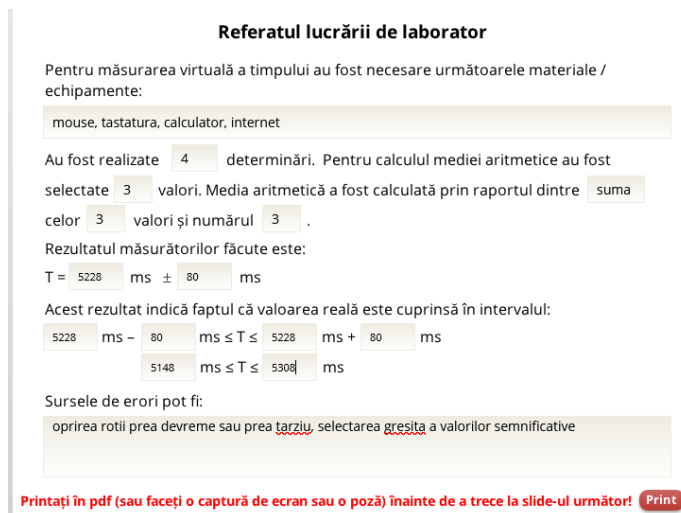 Referatul lucrării de laborator
Pentru măsurarea virtuală a timpului au fost necesare următoarele materiale /
echipamente:
mouse, tastatura, calculator, internet
Au fost realizate 4 determinări. Pentru calculul mediei aritmetice au fost
selectate 3 valori. Media aritmetică a fost calculată prin raportul dintre suma
celor 3 valori și numărul 3 .
Rezultatul măsurătorilor făcute este:
T = 5228 ms ± 80 ms
Acest rezultat indică faptul că valoarea reală este cuprinsă în intervalul:
5228 ms – 80 ms ≤ T ≤ 5228 ms + 80 ms
5148 ms ≤ T ≤ 5308 ms
Sursele de erori pot fi:
oprirea rotii prea devreme sau prea tarziu, selectarea gresita a valorilor semnificative
Printați în pdf (sau faceți o captură de ecran sau o poză) înainte de a trece la slide-ul următor! Print